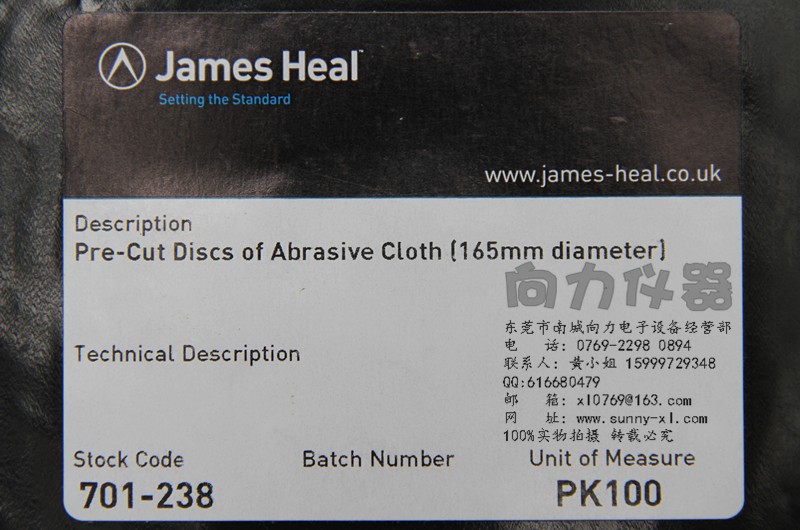 James Heal™
Setting the Standard
www.james-heal.co.uk
Description
Pre-Cut Discs of Abrasive Cloth (165mm diameter)
向力仪器
东莞市南城向力电子设备经营部
电 话: 0769-2298 0894
Technical Description
联系人: 黄小姐 15999729348
QQ:616680479
邮 箱: xl0769@163.com
网 址: www.sunny-xl.com
100%实物拍摄 转载必究
Stock Code
Batch Number
Unit of Measure
701-238
PK100